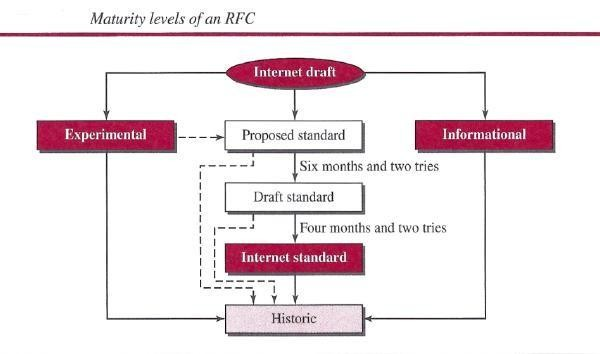 Maturity levels of an RFC
Internet draft
Experimental
Proposed standard
Informational
Six months and two tries
Draft standard
Four months and two tries
Internet standard
Historic